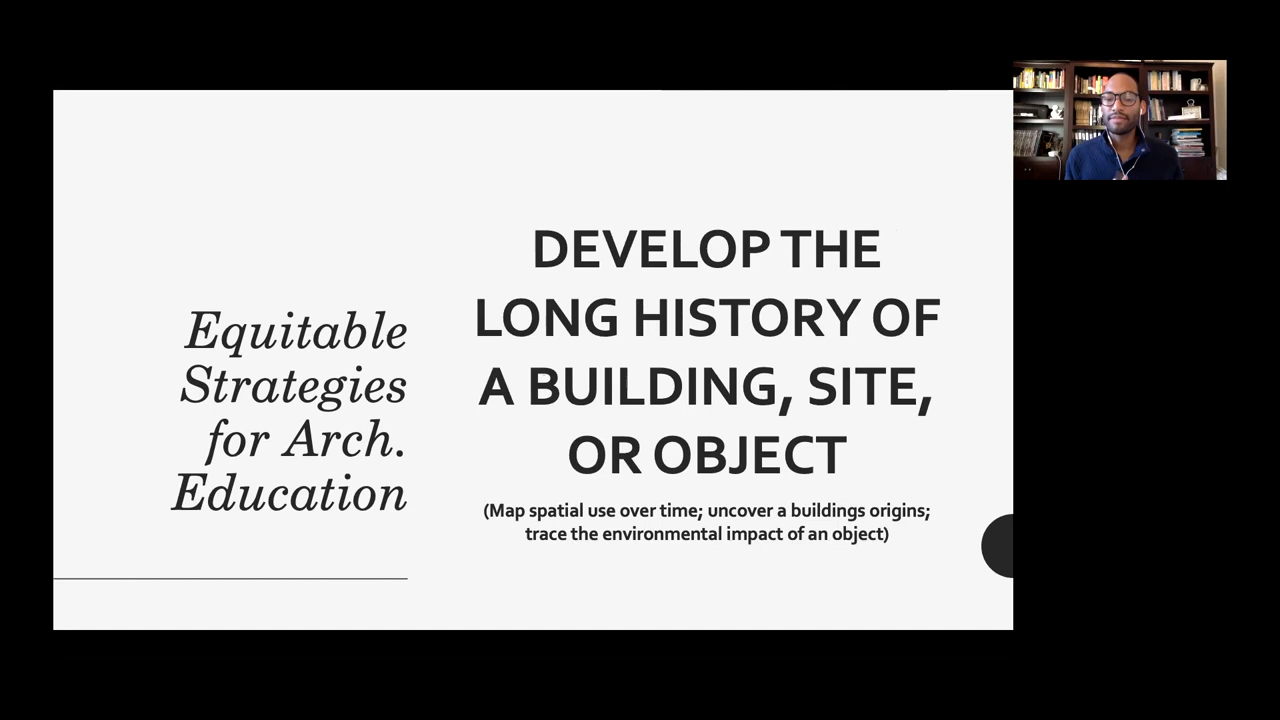 Equitable
Strategies
for Arch.
Education
DEVELOP THE
LONG HISTORY OF
A BUILDING, SITE,
OR OBJECT
(Map spatial use over time; uncover a buildings origins;
trace the environmental impact of an object)